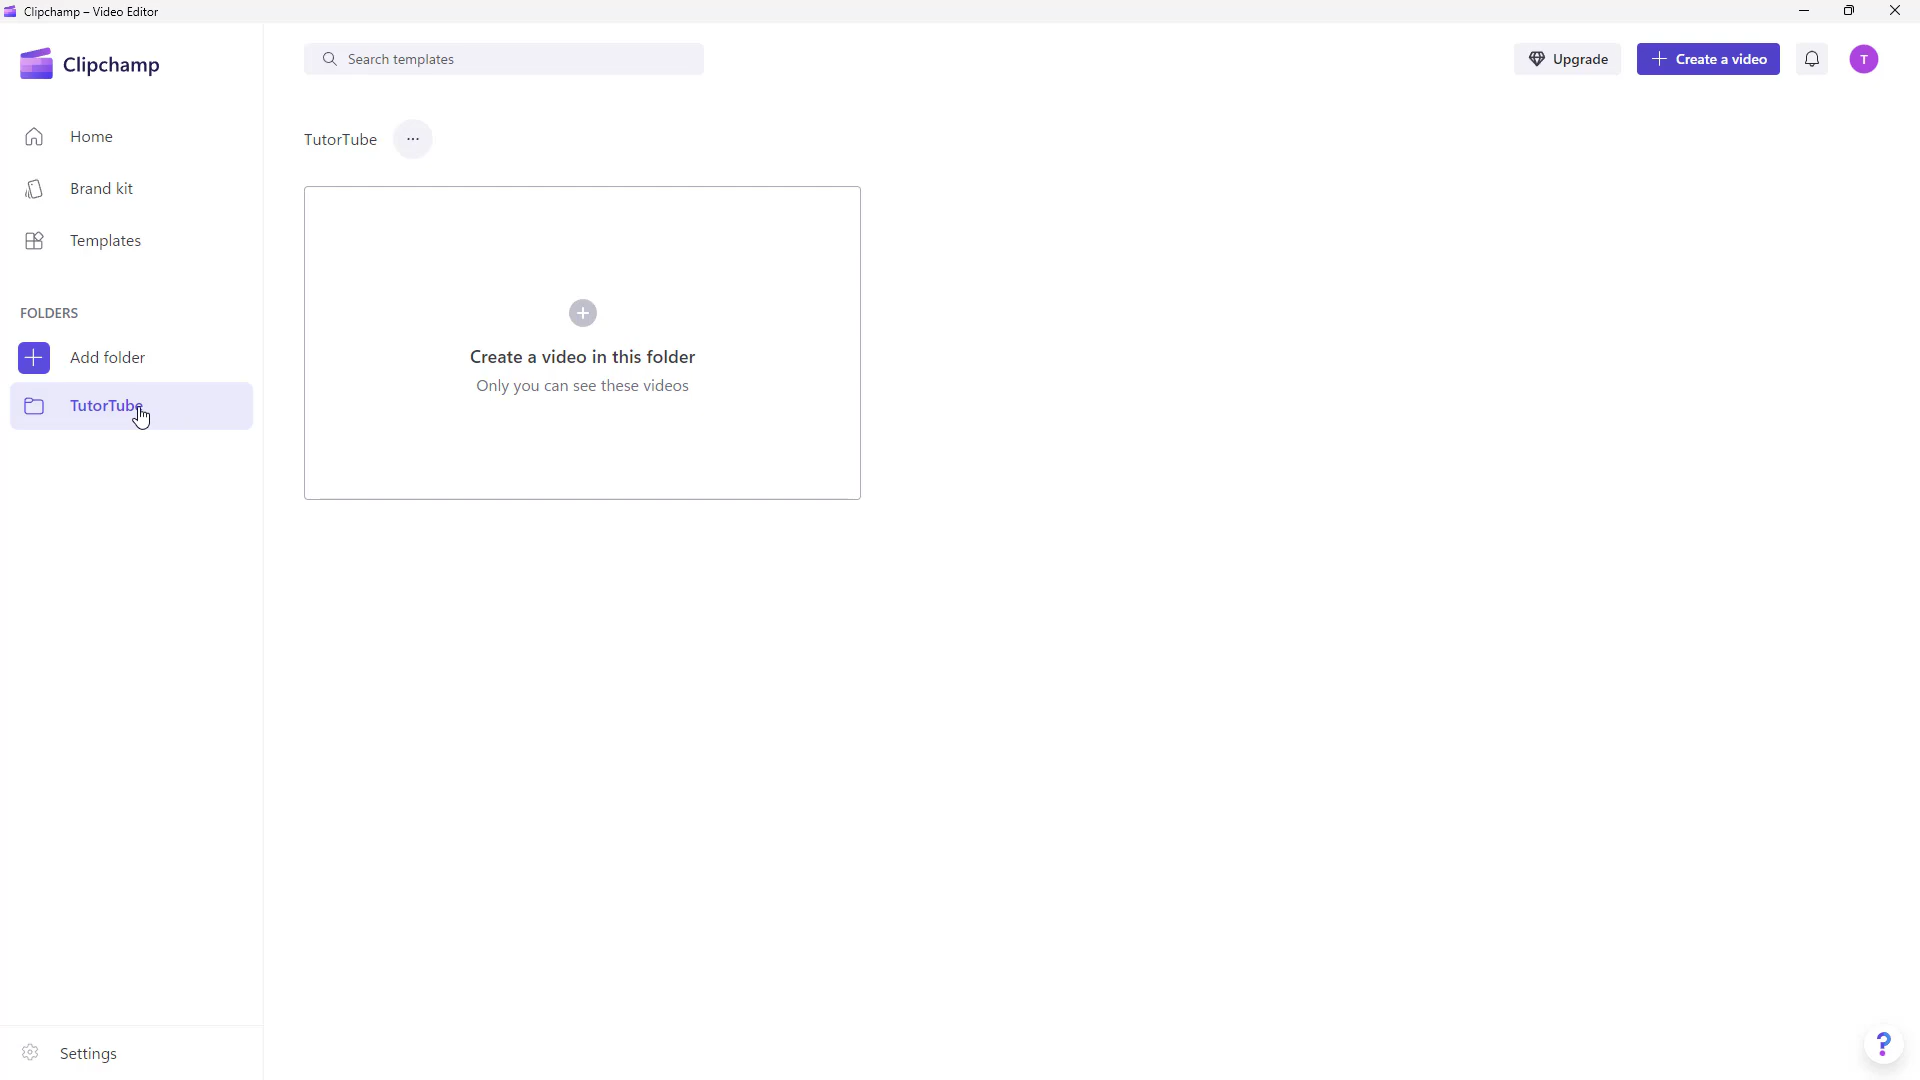 Clipchamp – Video Editor
Clipchamp
Search templates
Upgrade
Create a video
T
Home
Brand kit
Templates
FOLDERS
Add folder
TutorTube
TutorTube
...
Create a video in this folder
Only you can see these videos
Settings
?